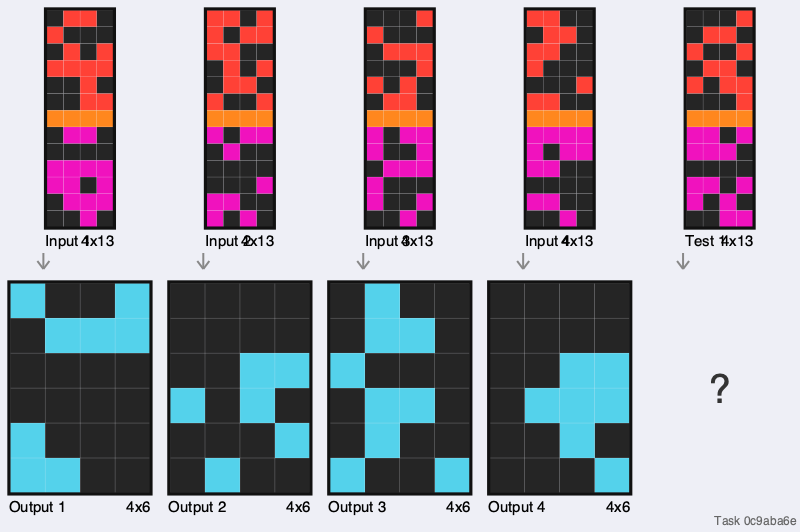 Input 1 4x13 Input 2 4x13 Input 3 4x13 Input 4 4x13 Test 1 4x13
?
Output 1 4x6 Output 2 4x6 Output 3 4x6 Output 4 4x6
Task 0c9aba6e